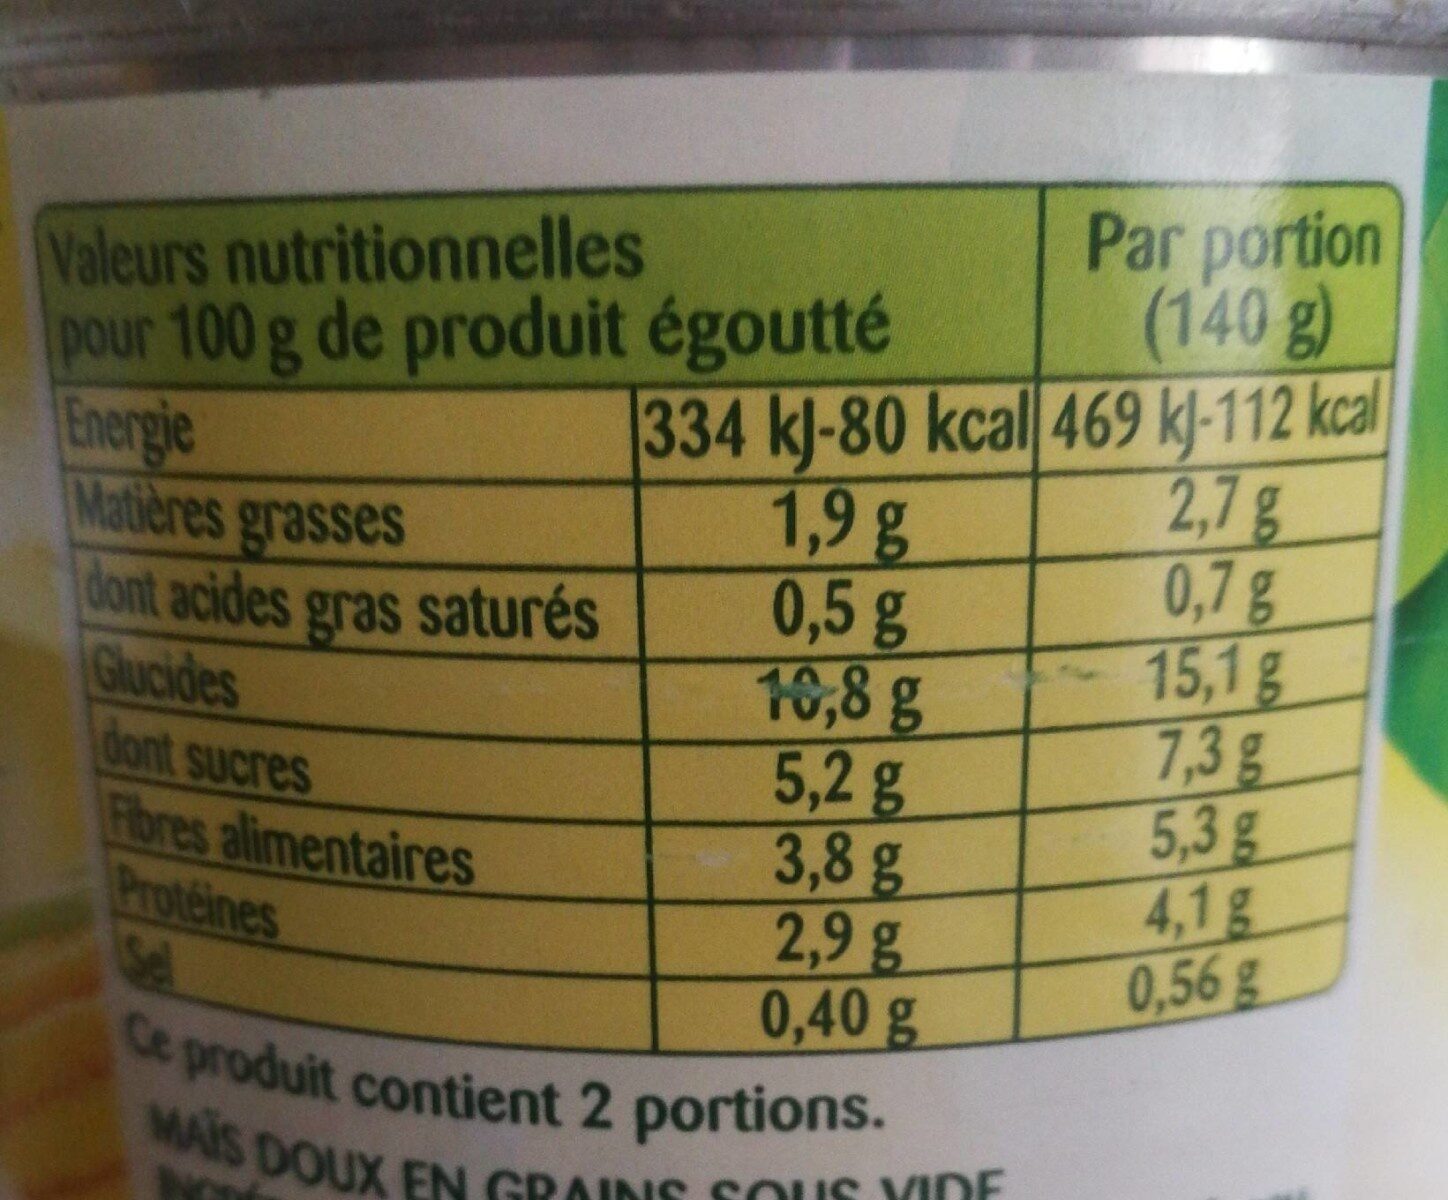 Valeurs nutritionnelles
pour 100 g de produit égoutté
Par portion
(140 g)
Energie 334 kJ-80 kcal 469 kJ-112 kcal
Matières grasses 1,9 g 2,7 g
dont acides gras saturés 0,5 g 0,7 g
Glucides 10,8 g 15,1 g
dont sucres 5,2 g 7,3 g
Fibres alimentaires 3,8 g 5,3 g
Protéines 2,9 g 4,1 g
Sel 0,40 g 0,56 g
Ce produit contient 2 portions.
MAÏS DOUX EN GRAINS SOUS VIDE